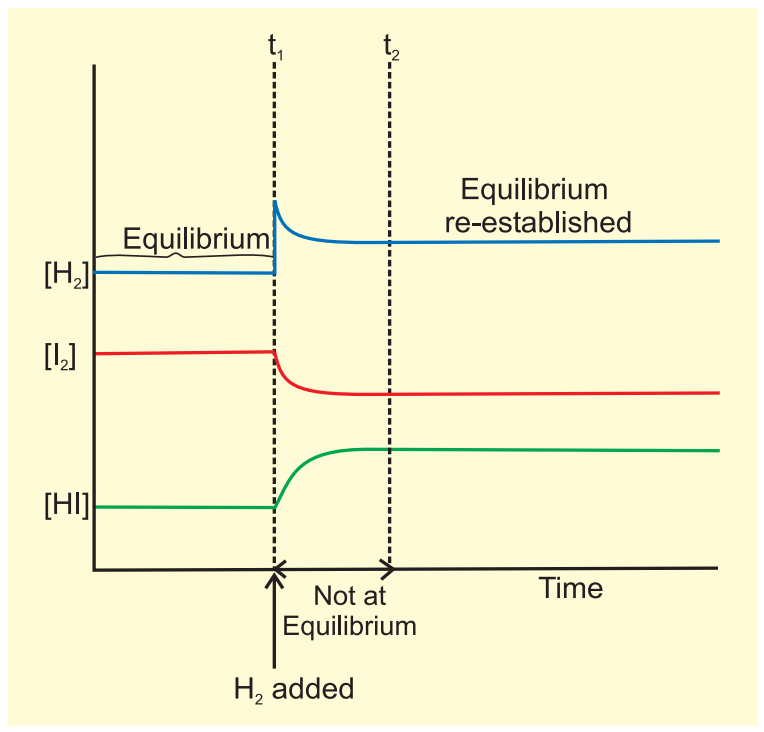 t₁
t₂
Equilibrium
re-established
Equilibrium
[H₂]
[I₂]
[HI]
Time
Not at
Equilibrium
H₂ added